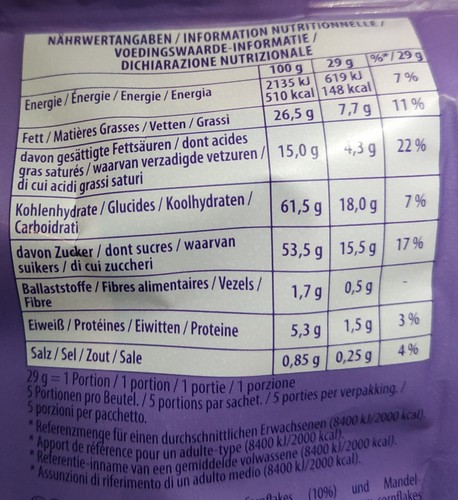 NÄHRWERTANGABEN / INFORMATION NUTRITIONNELLE /
VOEDINGSWAARDE-INFORMATIE /
DICHIARAZIONE NUTRIZIONALE
100 g 29 g %*/ 29 g
Energie / Énergie / Energie / Energia 2135 kJ 619 kJ 7 %
510 kcal 148 kcal
Fett / Matières Grasses / Vetten / Grassi 26,5 g 7,7 g 11 %
davon gesättigte Fettsäuren / dont acides
gras saturés / waarvan verzadigde vetzuren / 15,0 g 4,3 g 22 %
di cui acidi grassi saturi
Kohlenhydrate / Glucides / Koolhydraten / 61,5 g 18,0 g 7 %
Carboidrati
davon Zucker / dont sucres / waarvan 53,5 g 15,5 g 17 %
suikers / di cui zuccheri
Ballaststoffe / Fibres alimentaires / Vezels / 1,7 g 0,5 g -
Fibre
Eiweiß / Protéines / Eiwitten / Proteine 5,3 g 1,5 g 3 %
Salz / Sel / Zout / Sale 0,85 g 0,25 g 4 %
29 g = 1 Portion / 1 portion / 1 portie / 1 porzione
5 Portionen pro Beutel. / 5 portions par sachet. / 5 porties per verpakking. /
5 porzioni per pacchetto.
* Referenzmenge für einen durchschnittlichen Erwachsenen (8400 kJ/2000 kcal).
* Apport de référence pour un adulte-type (8400 kJ/2000 kcal).
* Referentie-inname van een gemiddelde volwassene (8400 kJ/2000 kcal).
* Assunzioni di riferimento di un adulto medio (8400 kJ/2000 kcal).
(10%) und Mandel-